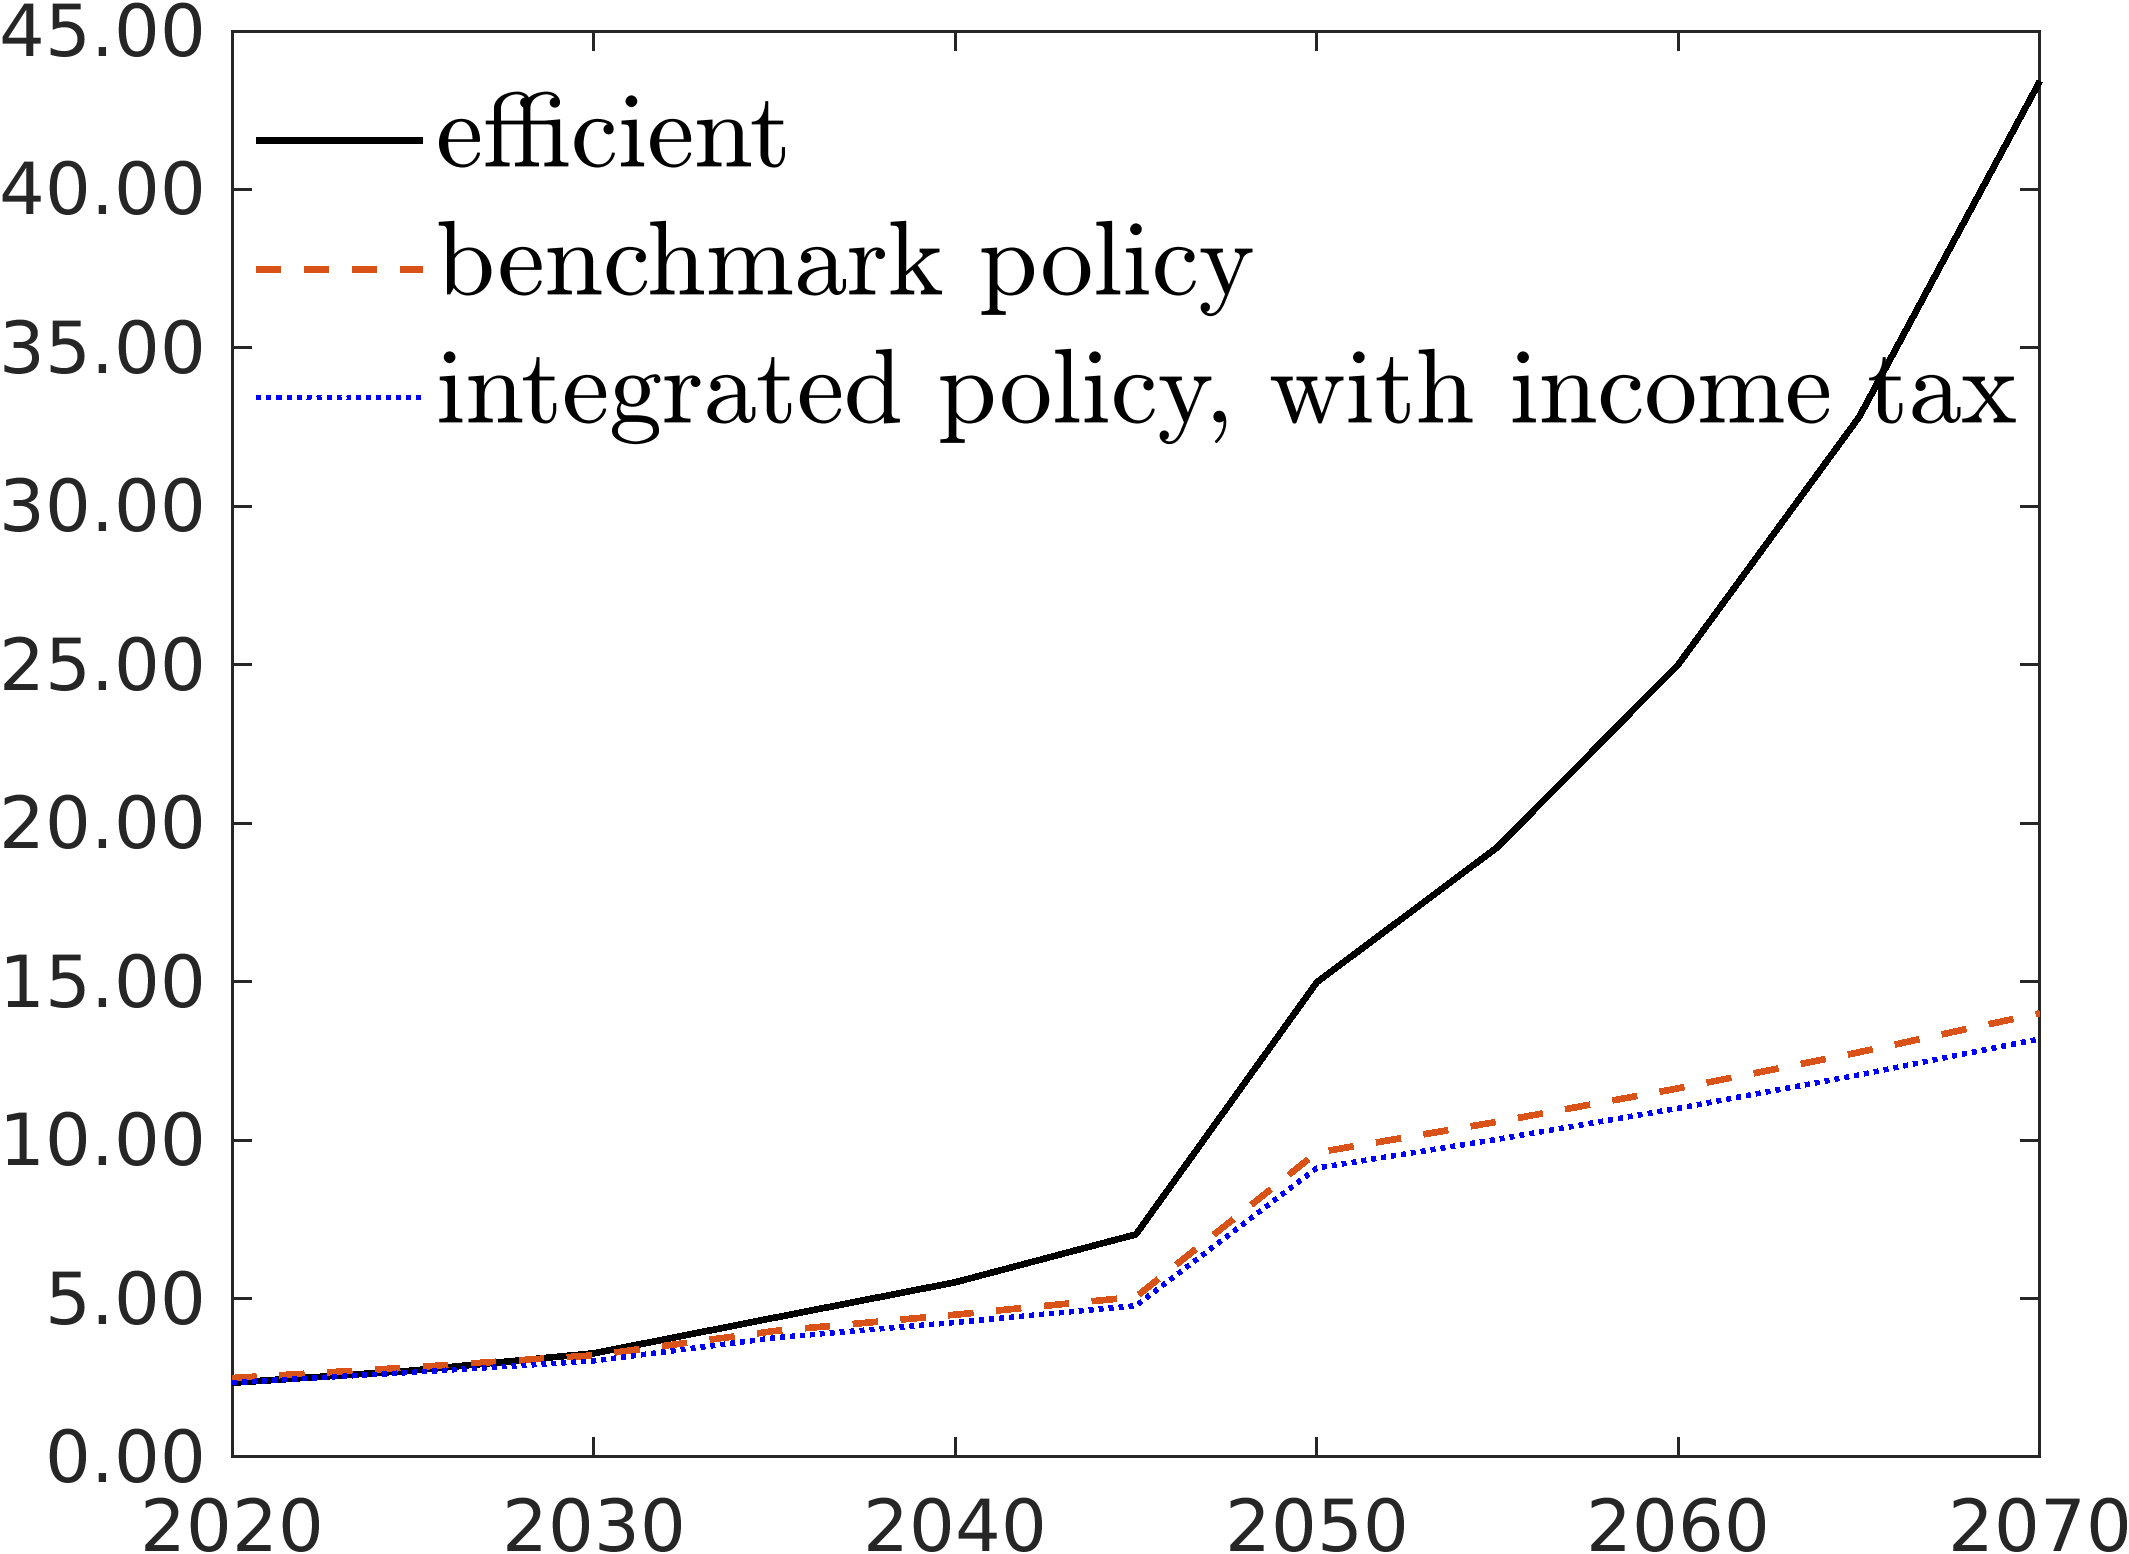 45.00
40.00
35.00
30.00
25.00
20.00
15.00
10.00
5.00
0.00
efficient
benchmark policy
integrated policy, with income tax
2020 2030 2040 2050 2060 2070